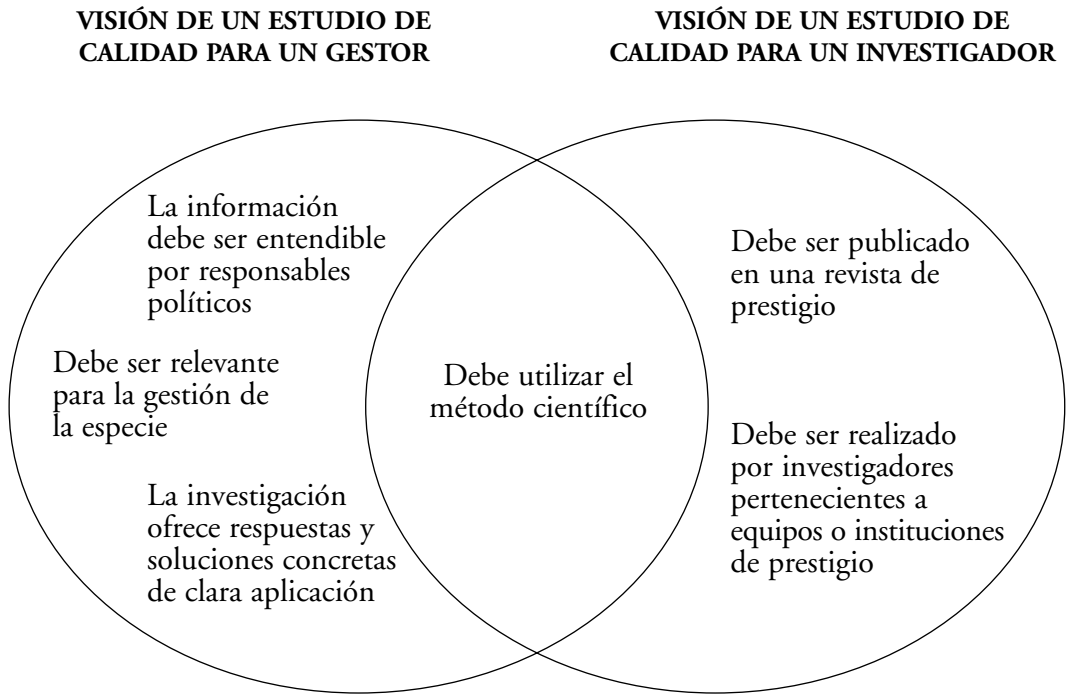 VISIÓN DE UN ESTUDIO DE
CALIDAD PARA UN GESTOR
VISIÓN DE UN ESTUDIO DE
CALIDAD PARA UN INVESTIGADOR
La información
debe ser entendible
por responsables
políticos
Debe ser relevante
para la gestión de
la especie
La investigación
ofrece respuestas y
soluciones concretas
de clara aplicación
Debe utilizar el
método científico
Debe ser publicado
en una revista de
prestigio
Debe ser realizado
por investigadores
pertenecientes a
equipos o instituciones
de prestigio